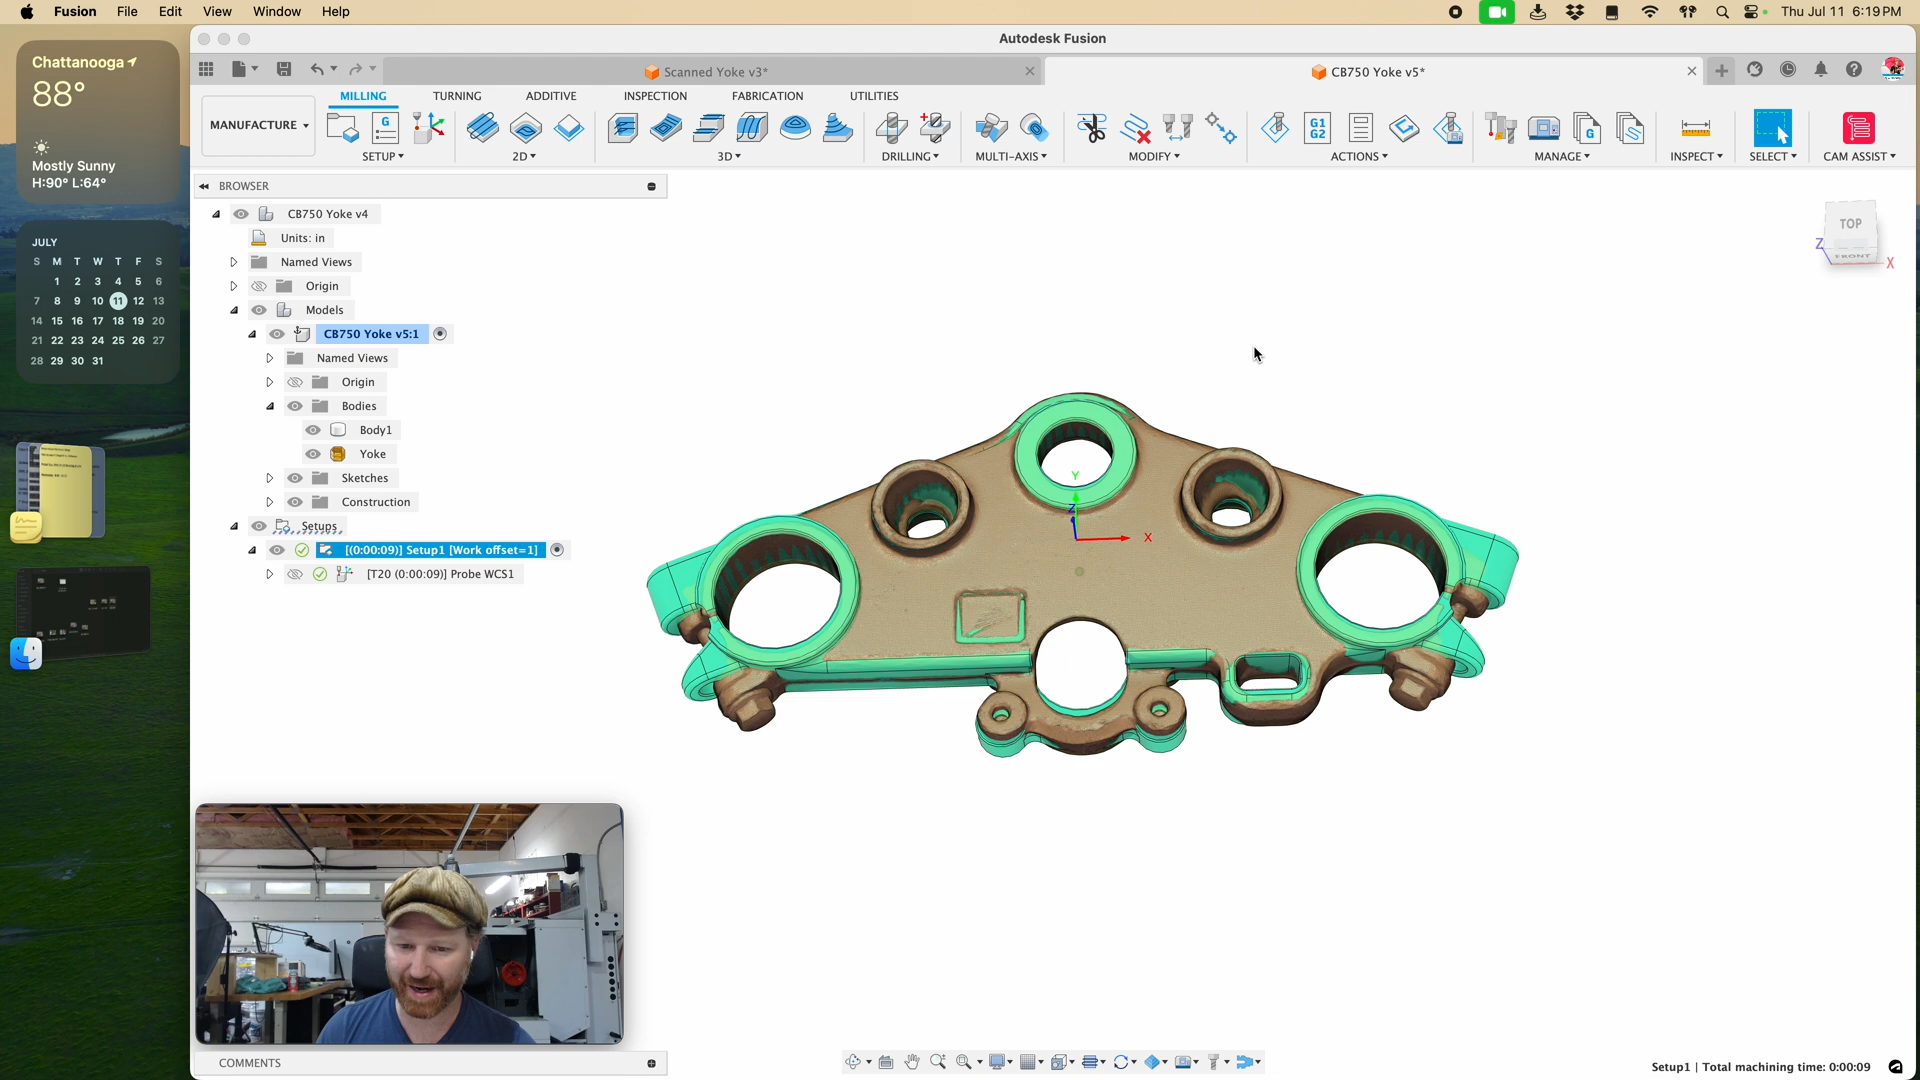 Fusion File Edit View Window Help
Thu Jul 11 6:19 PM
Autodesk Fusion
Chattanooga
88°
Mostly Sunny
H:90° L:64°
JULY
S M T W T F S
1 2 3 4 5 6
7 8 9 10 11 12 13
14 15 16 17 18 19 20
21 22 23 24 25 26 27
28 29 30 31
Scanned Yoke v3*
CB750 Yoke v5*
MILLING TURNING ADDITIVE INSPECTION FABRICATION UTILITIES
MANUFACTURE
G
G1
G2
G
SETUP 2D 3D DRILLING MULTI-AXIS MODIFY ACTIONS MANAGE INSPECT SELECT CAM ASSIST
BROWSER
CB750 Yoke v4
Units: in
Named Views
Origin
Models
CB750 Yoke v5:1
Named Views
Origin
Bodies
Body1
Yoke
Sketches
Construction
Setups
[(0:00:09)] Setup1 [Work offset=1]
[T20 (0:00:09)] Probe WCS1
TOP
FRONT
Z
X
Y
Z
X
COMMENTS
Setup1 | Total machining time: 0:00:09